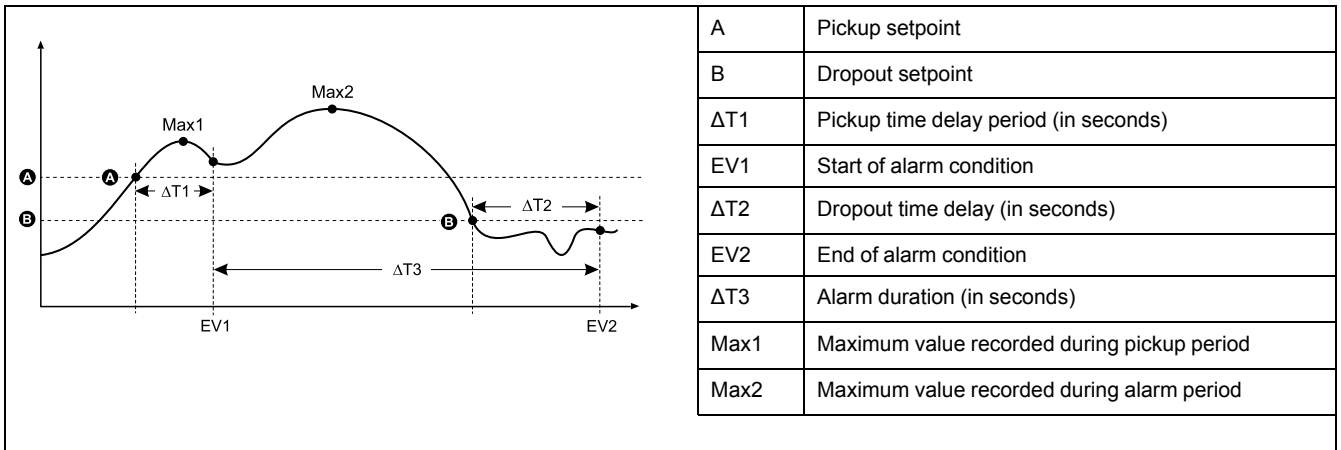 Max2
Max1
A
A
ΔT1
B
B
ΔT2
ΔT3
EV1
EV2
A Pickup setpoint
B Dropout setpoint
ΔT1 Pickup time delay period (in seconds)
EV1 Start of alarm condition
ΔT2 Dropout time delay (in seconds)
EV2 End of alarm condition
ΔT3 Alarm duration (in seconds)
Max1 Maximum value recorded during pickup period
Max2 Maximum value recorded during alarm period